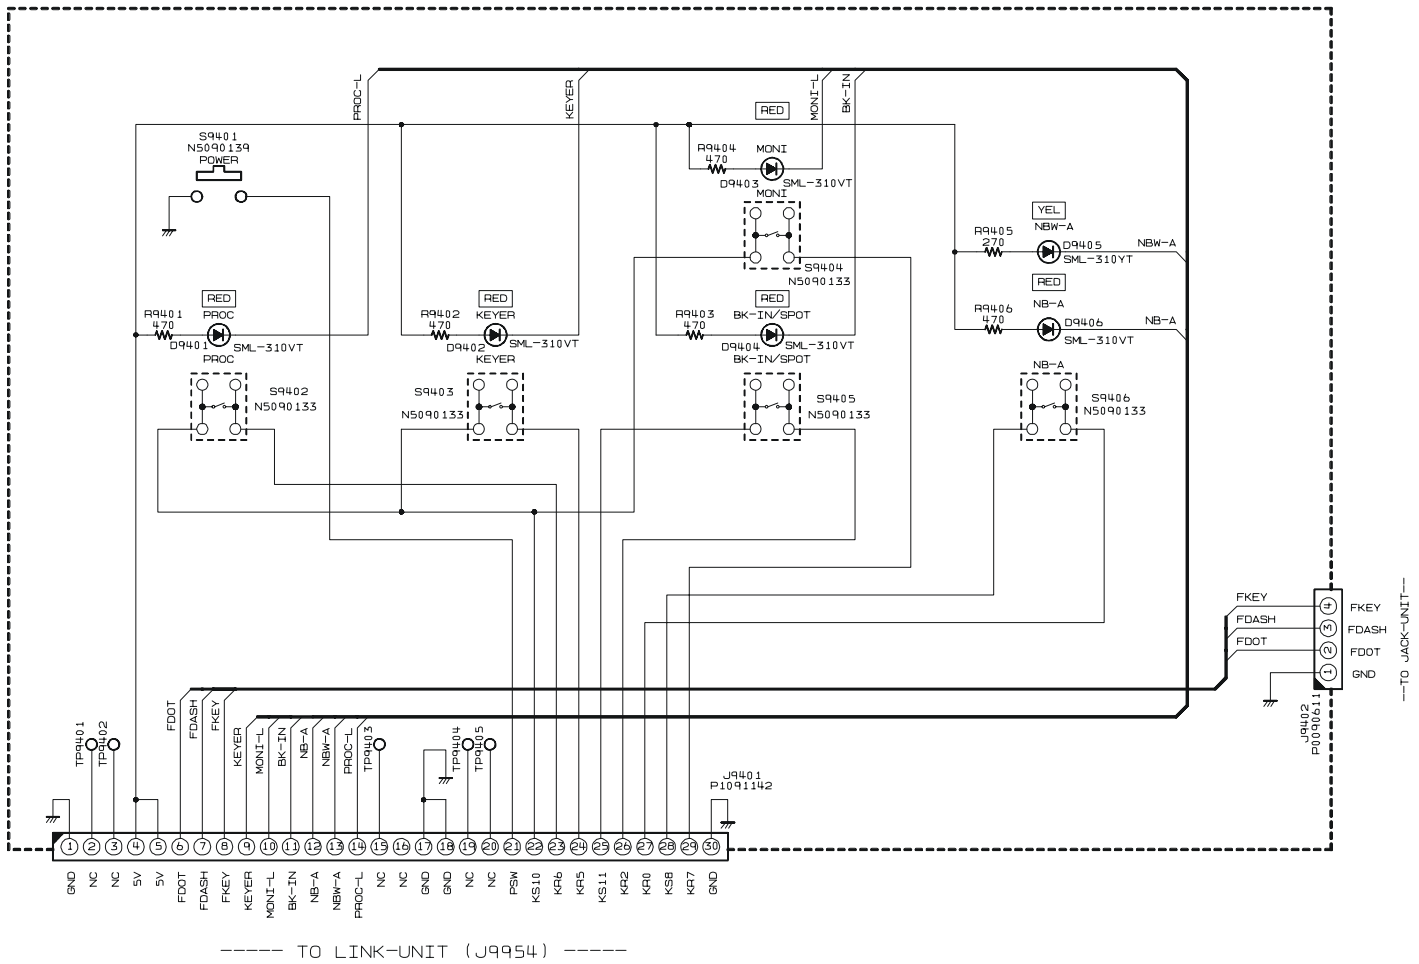 PROC-L
KEYER
MONI-L
BK-IN
RED
S9401
N5090139
POWER
R9404
470
MONI
D9403
SML-310VT
MONI
S9404
N5090133
YEL
NBW-A
R9405
270
D9405
SML-310YT
NBW-A
RED
NB-A
R9406
470
D9406
SML-310VT
NB-A
NB-A
RED
PROC
R9401
470
D9401
SML-310VT
PROC
RED
KEYER
R9402
470
D9402
SML-310VT
KEYER
RED
BK-IN/SPOT
R9403
470
D9404
SML-310VT
BK-IN/SPOT
S9402
N5090133
S9403
N5090133
S9405
N5090133
S9406
N5090133
FKEY
FDASH
FDOT
4 FKEY
3 FDASH
2 FDOT
1 GND
J9402
P0090611
--TO JACK-UNIT--
FDOT
FDASH
FKEY
KEYER
MONI-L
BK-IN
NB-A
NBW-A
PROC-L
TP9401
TP9402
TP9403
TP9404
TP9405
J9401
P1091142
1 2 3 4 5 6 7 8 9 10 11 12 13 14 15 16 17 18 19 20 21 22 23 24 25 26 27 28 29 30
GND
NC
NC
5V
5V
FDOT
FDASH
FKEY
KEYER
MONI-L
BK-IN
NB-A
NBW-A
PROC-L
NC
NC
GND
GND
NC
NC
PSW
KS10
KR6
KR5
KS11
KR2
KR0
KS8
KR7
GND
----- TO LINK-UNIT (J9954) -----